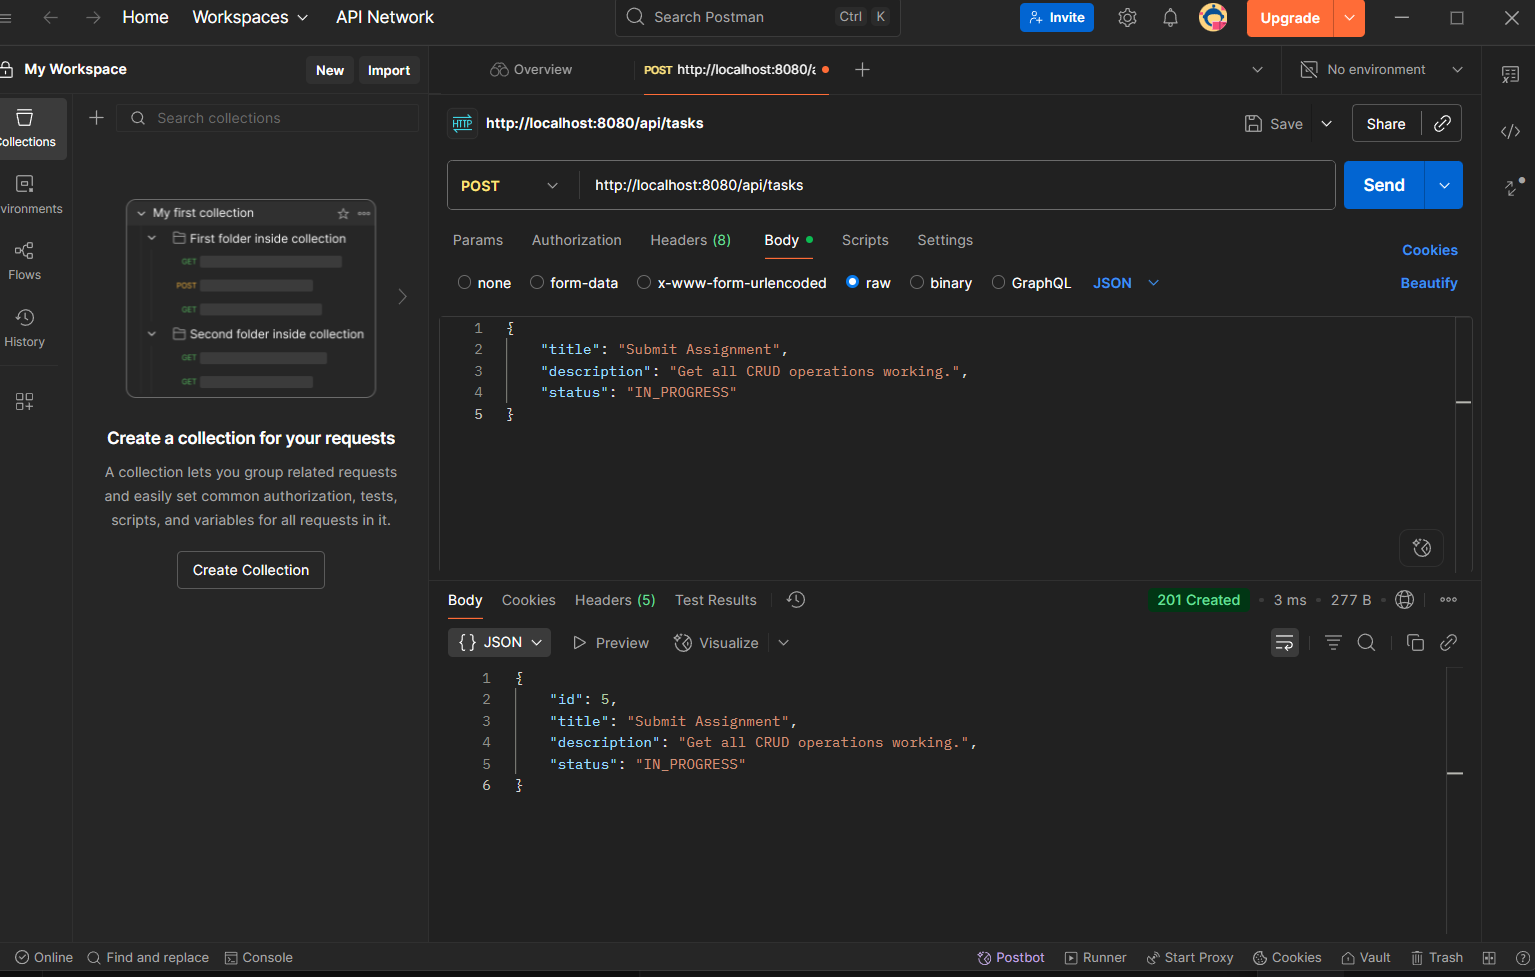 Home Workspaces API Network Search Postman Ctrl K Invite Upgrade
My Workspace New Import Overview POST http://localhost:8080/ No environment
Search collections
ollections
vironments
Flows
History
My first collection
First folder inside collection
GET
POST
GET
Second folder inside collection
GET
GET
Create a collection for your requests
A collection lets you group related requests
and easily set common authorization, tests,
scripts, and variables for all requests in it.
Create Collection
HTTP http://localhost:8080/api/tasks Save Share
POST http://localhost:8080/api/tasks Send
Params Authorization Headers (8) Body Scripts Settings Cookies
none form-data x-www-form-urlencoded raw binary GraphQL JSON Beautify
1 {
2 "title": "Submit Assignment",
3 "description": "Get all CRUD operations working.",
4 "status": "IN_PROGRESS"
5 }
Body Cookies Headers (5) Test Results 201 Created • 3 ms • 277 B •
{} JSON Preview Visualize
1 {
2 "id": 5,
3 "title": "Submit Assignment",
4 "description": "Get all CRUD operations working.",
5 "status": "IN_PROGRESS"
6 }
Online Find and replace Console Postbot Runner Start Proxy Cookies Vault Trash